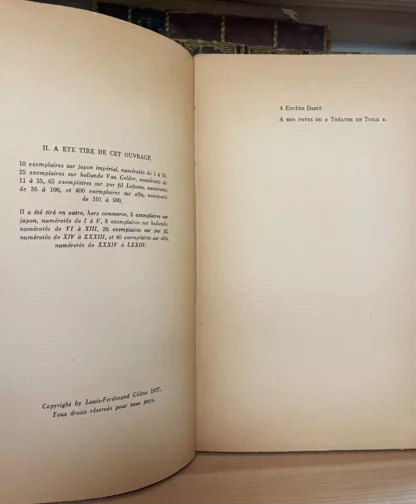 IL A ETE TIRE DE CET OUVRAGE
10 exemplaires sur japon impérial, numérotés de 1 à 10,
25 exemplaires sur hollande Van Gelder, numérotés de
11 à 35, 65 exemplaires sur pur fil Lafuma, numérotés
de 36 à 100, et 400 exemplaires sur alfa, numérotés
de 101 à 500.
Il a été tiré en outre, hors commerce, 5 exemplaires sur
japon, numérotés de I à V, 8 exemplaires sur hollande,
numérotés de VI à XIII, 20 exemplaires sur pur fil,
numérotés de XIV à XXXIII, et 40 exemplaires sur alfa,
numérotés de XXXIV à LXXIII.
Copyright by Louis-Ferdinand Céline 1937.
Tous droits réservés pour tous pays.
A EUGÈNE DABIT
A MES POTES DU « THÉATRE EN TOILE ».